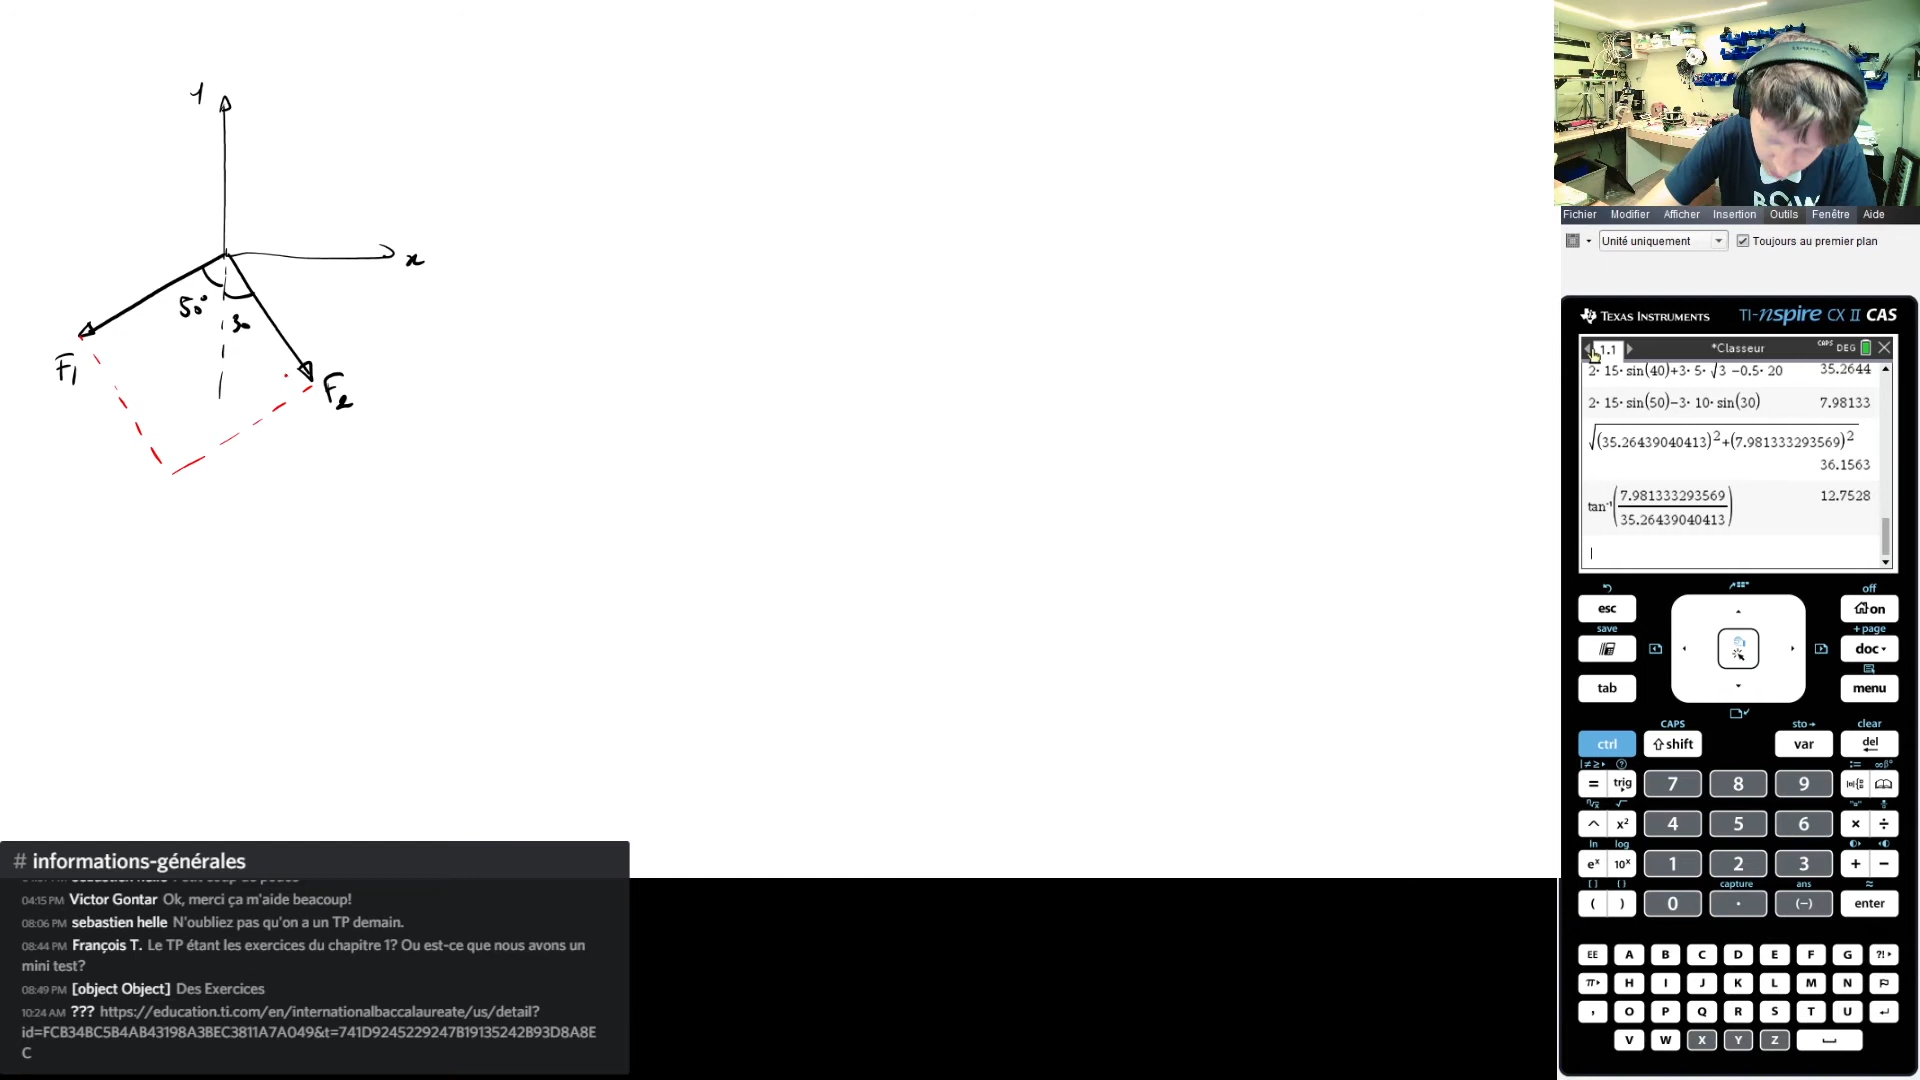 y
x
50°
30
F1
F2
# informations-générales
04:15 PM Victor Gontar Ok, merci ça m'aide beacoup!
08:06 PM sebastien helle N'oubliez pas qu'on a un TP demain.
08:44 PM François T. Le TP étant les exercices du chapitre 1? Ou est-ce que nous avons un
mini test?
08:49 PM [object Object] Des Exercices
10:24 AM ??? https://education.ti.com/en/internationalbaccalaureate/us/detail?
id=FCB34BC5B4AB43198A3BEC3811A7A049&t=741D9245229247B19135242B93D8A8E
C
Fichier Modifier Afficher Insertion Outils Fenêtre Aide
Unité uniquement Toujours au premier plan
TEXAS INSTRUMENTS TI-nspire CX II CAS
1.1 *Classeur CAPS DEG
2·15·sin(40)+3·5·√3−0.5·20 35.2644
2·15·sin(50)−3·10·sin(30) 7.98133
√((35.26439040413)²+(7.981333293569)²)
36.1563
tan⁻¹(7.981333293569/35.26439040413) 12.7528
off
esc on
save + page
doc
tab menu
CAPS sto→ clear
ctrl shift var del
= trig 7 8 9
^ x² 4 5 6 × ÷
ln log
eˣ 10ˣ 1 2 3 + −
[ ] { } capture ans ≈
( ) 0 . (−) enter
EE A B C D E F G ?!
π H I J K L M N
, O P Q R S T U
V W X Y Z